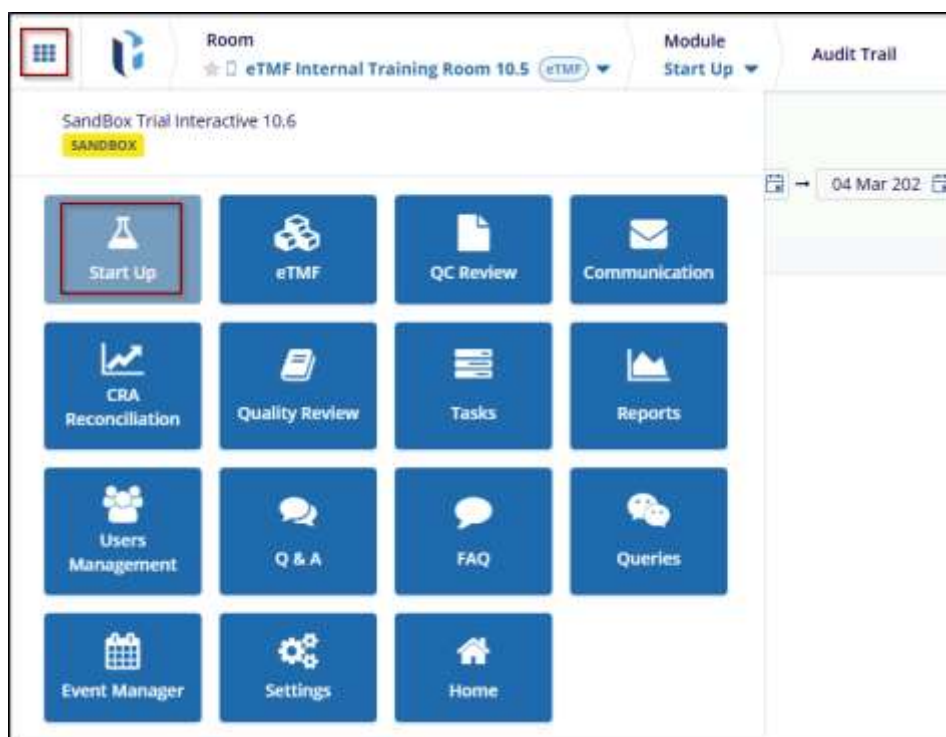 Room
eTMF Internal Training Room 10.5 eTMF
Module
Start Up
Audit Trail
SandBox Trial Interactive 10.6
SANDBOX
04 Mar 202
Start Up
eTMF
QC Review
Communication
CRA
Reconciliation
Quality Review
Tasks
Reports
Users
Management
Q & A
FAQ
Queries
Event Manager
Settings
Home